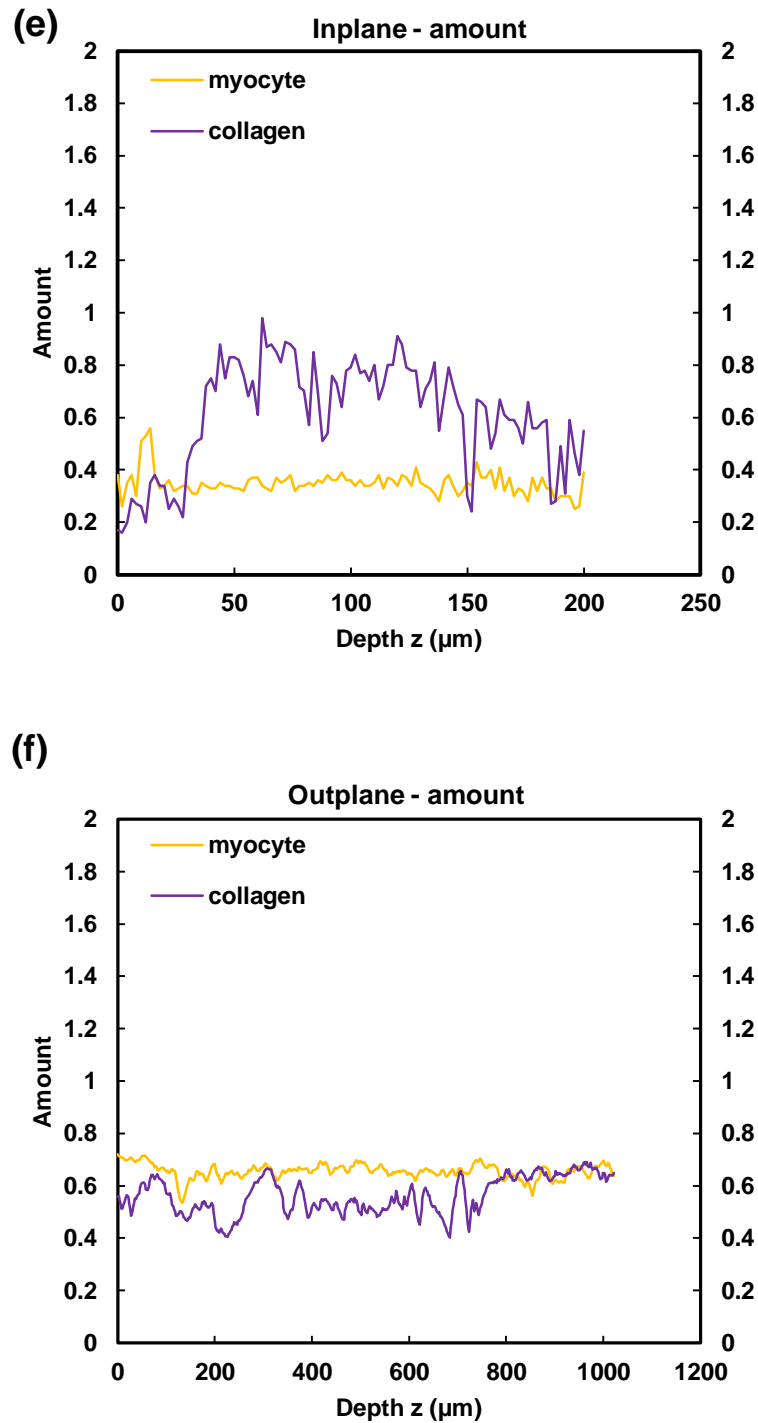 (e)
Inplane - amount
2 2
1.8 1.8
1.6 1.6
1.4 1.4
1.2 1.2
1 1
0.8 0.8
0.6 0.6
0.4 0.4
0.2 0.2
0 0
myocyte
collagen
Amount
0 50 100 150 200 250
Depth z (µm)
(f)
Outplane - amount
2 2
1.8 1.8
1.6 1.6
1.4 1.4
1.2 1.2
1 1
0.8 0.8
0.6 0.6
0.4 0.4
0.2 0.2
0 0
myocyte
collagen
Amount
0 200 400 600 800 1000 1200
Depth z (µm)